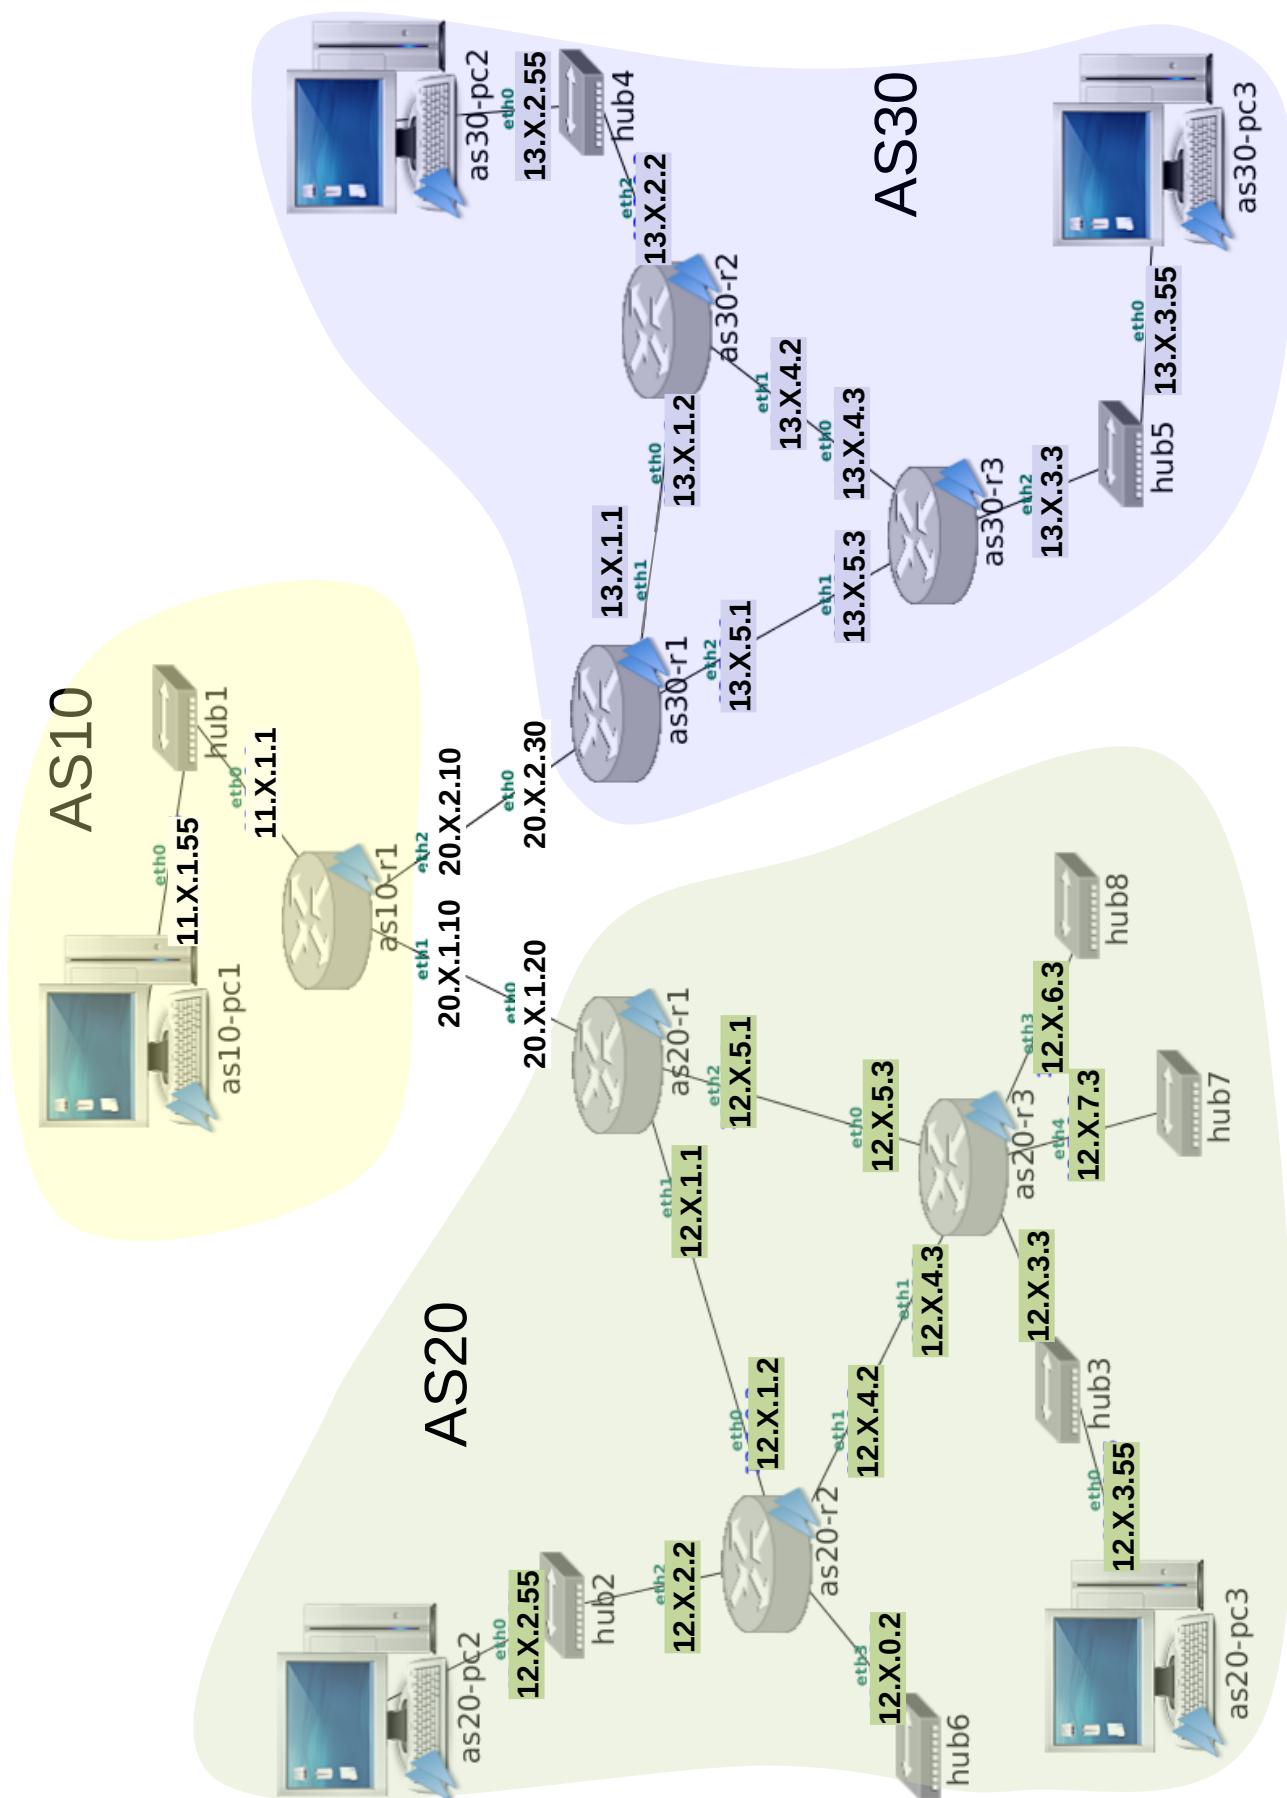 AS10
hub1
eth0
11.X.1.1
eth0
11.X.1.55
as10-pc1
as10-r1
eth1
20.X.1.10
eth2
20.X.2.10
eth0
20.X.1.20
eth0
20.X.2.30
AS20
as20-r1
eth1
12.X.1.1
eth2
12.X.5.1
eth0
12.X.1.2
eth0
12.X.5.3
as20-r2
eth2
12.X.2.2
hub2
eth0
12.X.2.55
as20-pc2
eth3
12.X.0.2
hub6
eth1
12.X.4.2
eth1
12.X.4.3
as20-r3
eth3
12.X.6.3
hub8
eth4
12.X.7.3
hub7
12.X.3.3
hub3
eth0
12.X.3.55
as20-pc3
AS30
as30-r1
eth1
13.X.1.1
eth2
13.X.5.1
eth0
13.X.1.2
as30-r2
eth2
13.X.2.2
hub4
eth0
13.X.2.55
as30-pc2
eth1
13.X.4.2
eth0
13.X.4.3
eth1
13.X.5.3
as30-r3
eth2
13.X.3.3
hub5
eth0
13.X.3.55
as30-pc3